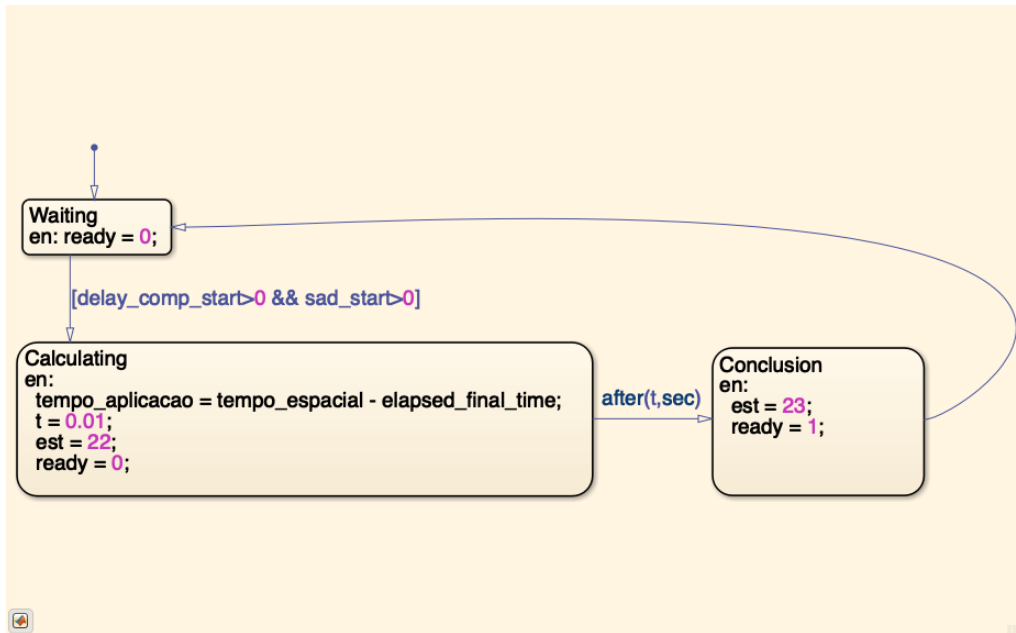 Waiting
en: ready = 0;
[delay_comp_start>0 && sad_start>0]
Calculating
en:
tempo_aplicacao = tempo_espacial - elapsed_final_time;
t = 0.01;
est = 22;
ready = 0;
after(t,sec)
Conclusion
en:
est = 23;
ready = 1;